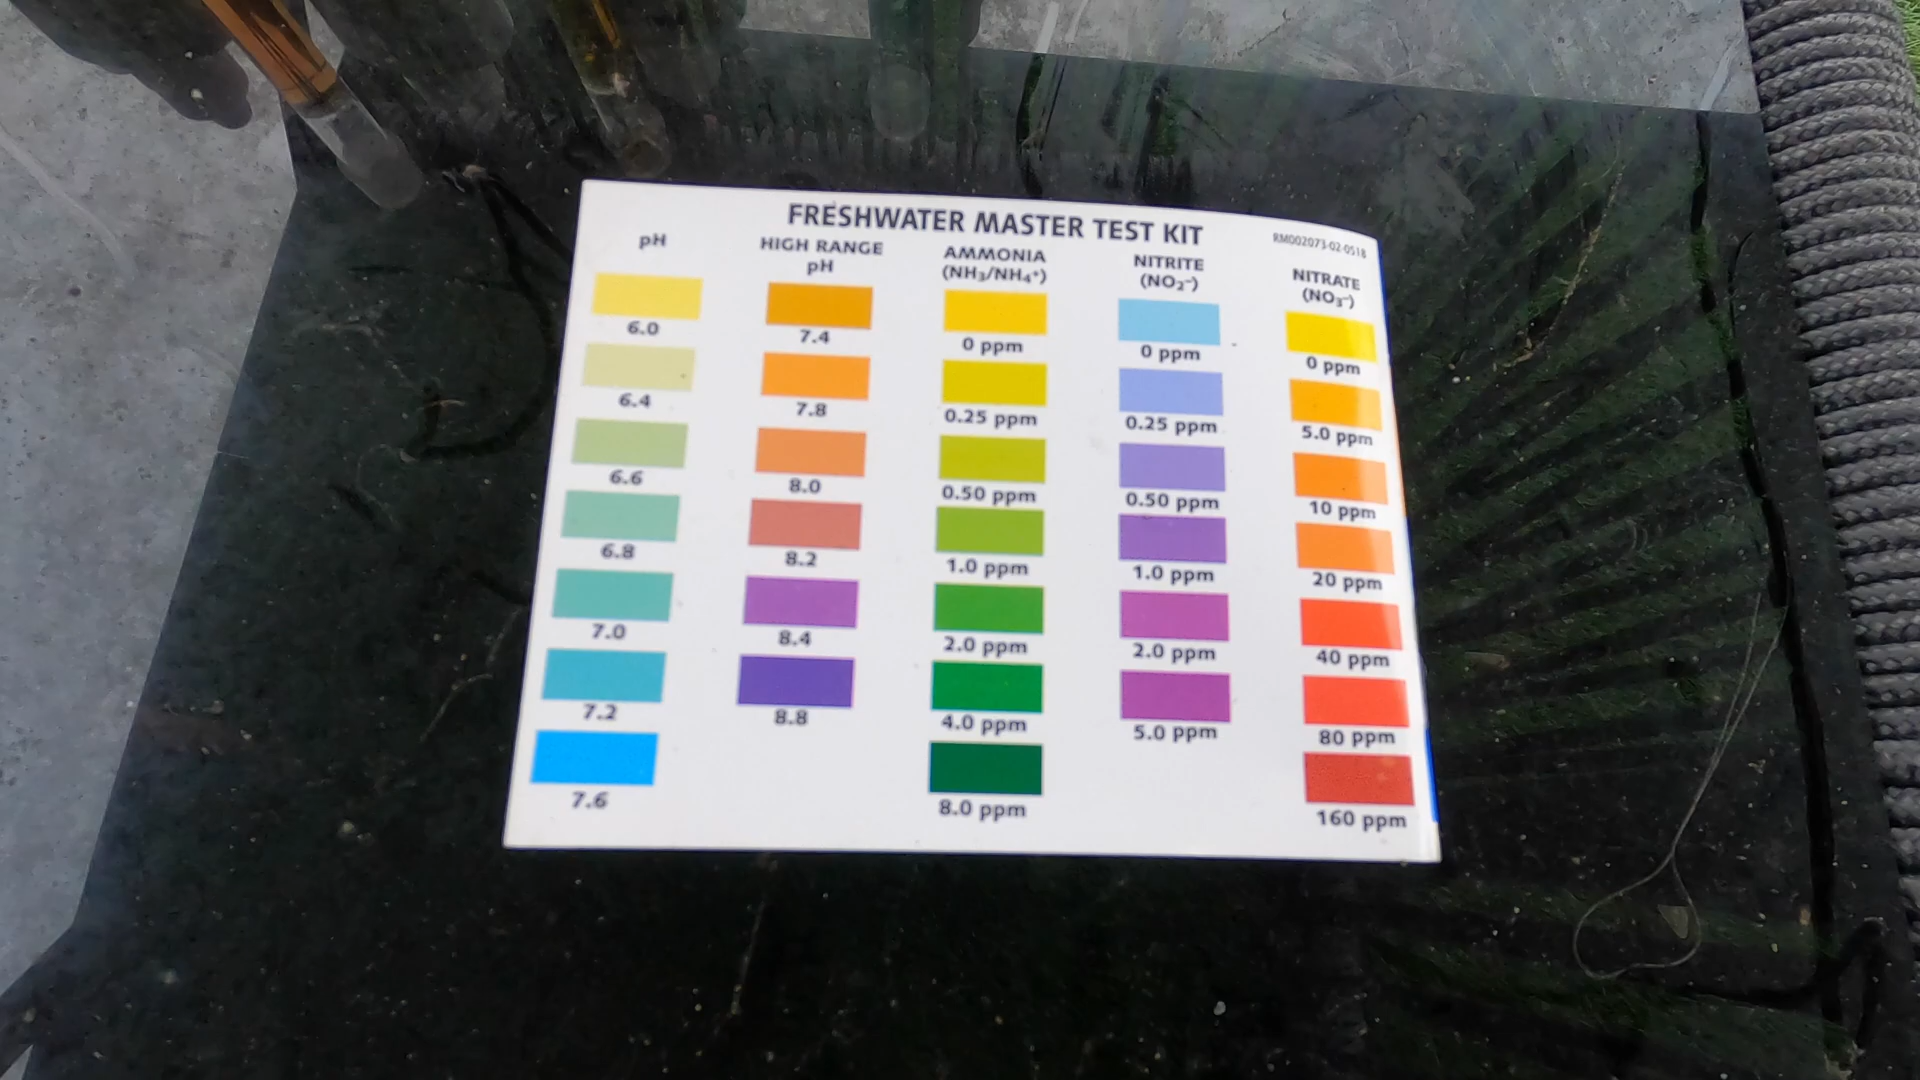 FRESHWATER MASTER TEST KIT
RM002073-02-0518
pH
HIGH RANGE
pH
AMMONIA
(NH₃/NH₄⁺)
NITRITE
(NO₂⁻)
NITRATE
(NO₃⁻)
6.0
7.4
0 ppm
0 ppm
0 ppm
6.4
7.8
0.25 ppm
0.25 ppm
5.0 ppm
6.6
8.0
0.50 ppm
0.50 ppm
10 ppm
6.8
8.2
1.0 ppm
1.0 ppm
20 ppm
7.0
8.4
2.0 ppm
2.0 ppm
40 ppm
7.2
8.8
4.0 ppm
5.0 ppm
80 ppm
7.6
8.0 ppm
160 ppm